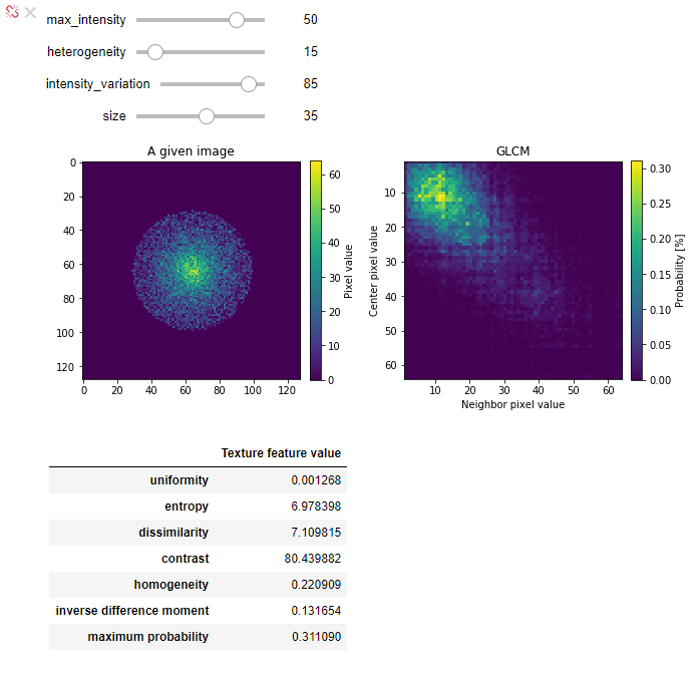 max_intensity 50
heterogeneity 15
intensity_variation 85
size 35
A given image
0
20
40
60
80
100
120
0 20 40 60 80 100 120
60
50
40
30
20
10
0
Pixel value
GLCM
10
20
30
40
50
60
Center pixel value
10 20 30 40 50 60
Neighbor pixel value
0.30
0.25
0.20
0.15
0.10
0.05
0.00
Probability [%]
Texture feature value
uniformity 0.001268
entropy 6.978398
dissimilarity 7.109815
contrast 80.439882
homogeneity 0.220909
inverse difference moment 0.131654
maximum probability 0.311090